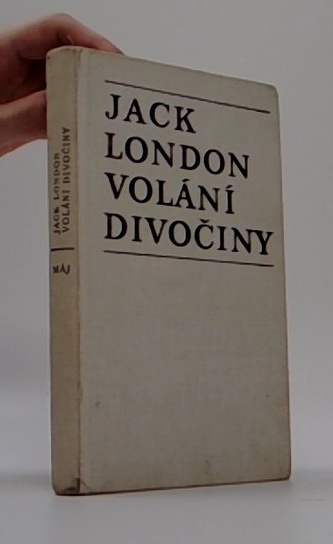 JACK
LONDON
VOLÁNÍ
DIVOČINY
JACK LONDON
VOLÁNÍ DIVOČINY
MÁJ